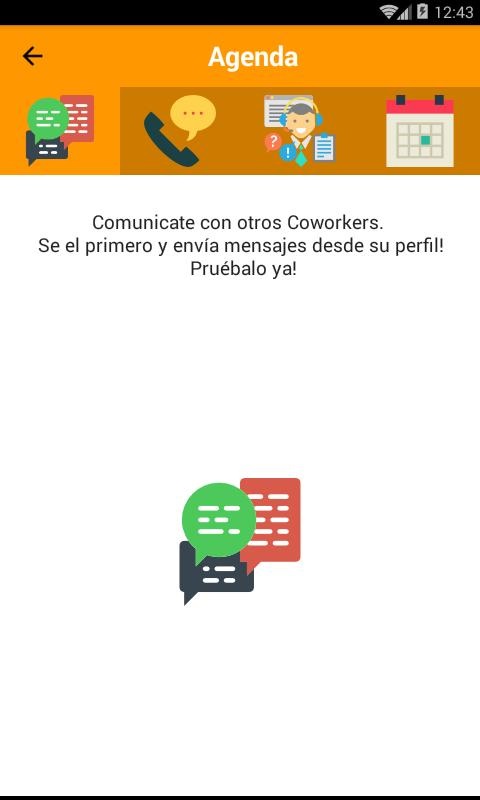 12:43
Agenda
? !
Comunicate con otros Coworkers.
Se el primero y envía mensajes desde su perfil!
Pruébalo ya!